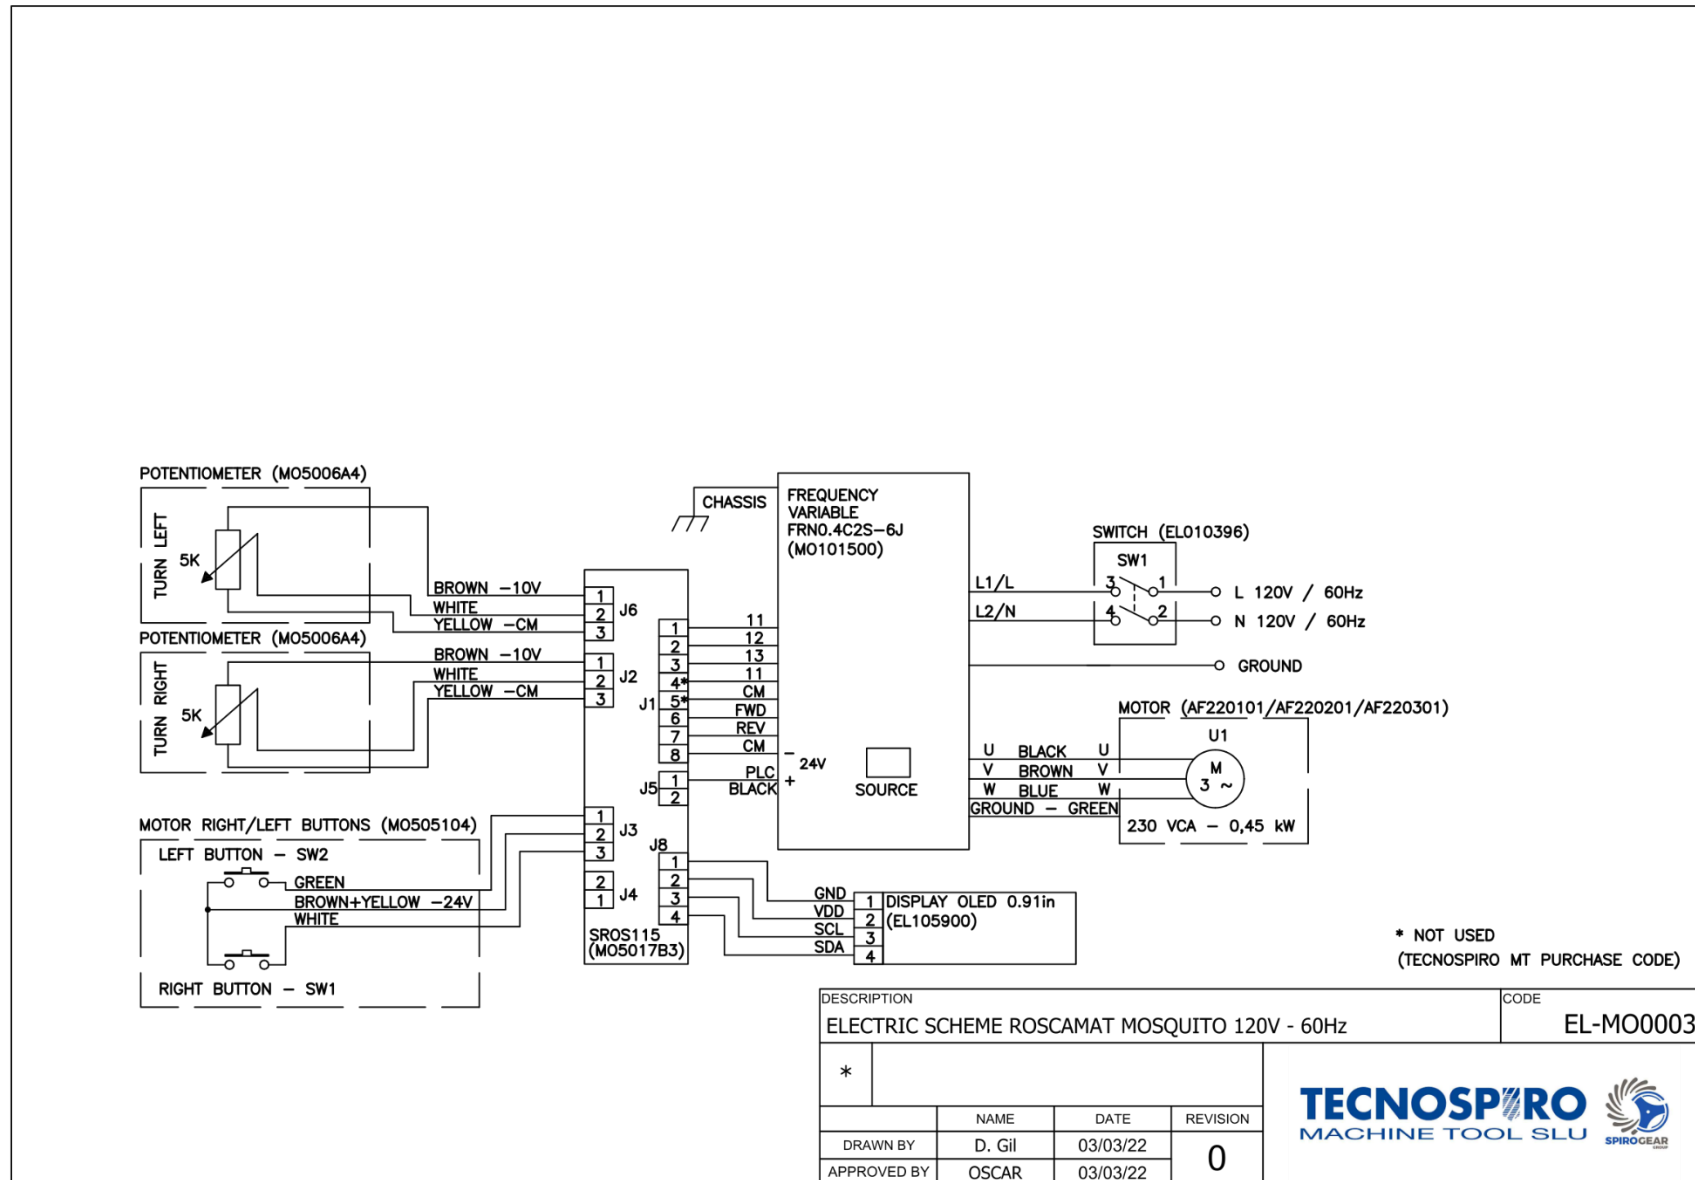 POTENTIOMETER (MO5006A4)
TURN LEFT
5K
BROWN -10V
WHITE
YELLOW -CM
POTENTIOMETER (MO5006A4)
TURN RIGHT
5K
BROWN -10V
WHITE
YELLOW -CM
MOTOR RIGHT/LEFT BUTTONS (MO505104)
LEFT BUTTON - SW2
GREEN
BROWN+YELLOW -24V
WHITE
RIGHT BUTTON - SW1
1
2
3
J6
1
2
3
J2
1
2
3
J3
2
1
J4
J1
1
2
3
4*
5*
6
7
8
J5
1
2
J8
1
2
3
4
SROS115
(MO5017B3)
11
12
13
11
CM
FWD
REV
CM
PLC
BLACK
CHASSIS
FREQUENCY
VARIABLE
FRN0.4C2S-6J
(MO101500)
-
24V
+
SOURCE
GND
VDD
SCL
SDA
1
2
3
4
DISPLAY OLED 0.91in
(EL105900)
SWITCH (EL010396)
SW1
L1/L
3
1
L 120V / 60Hz
L2/N
4
2
N 120V / 60Hz
GROUND
MOTOR (AF220101/AF220201/AF220301)
U1
U BLACK U
V BROWN V
W BLUE W
GROUND - GREEN
M
3 ~
230 VCA - 0,45 kW
* NOT USED
(TECNOSPIRO MT PURCHASE CODE)
DESCRIPTION
ELECTRIC SCHEME ROSCAMAT MOSQUITO 120V - 60Hz
CODE
EL-MO0003
*
NAME DATE REVISION
DRAWN BY D. Gil 03/03/22
0
APPROVED BY OSCAR 03/03/22
TECNOSPIRO
MACHINE TOOL SLU
SPIROGEAR
GROUP